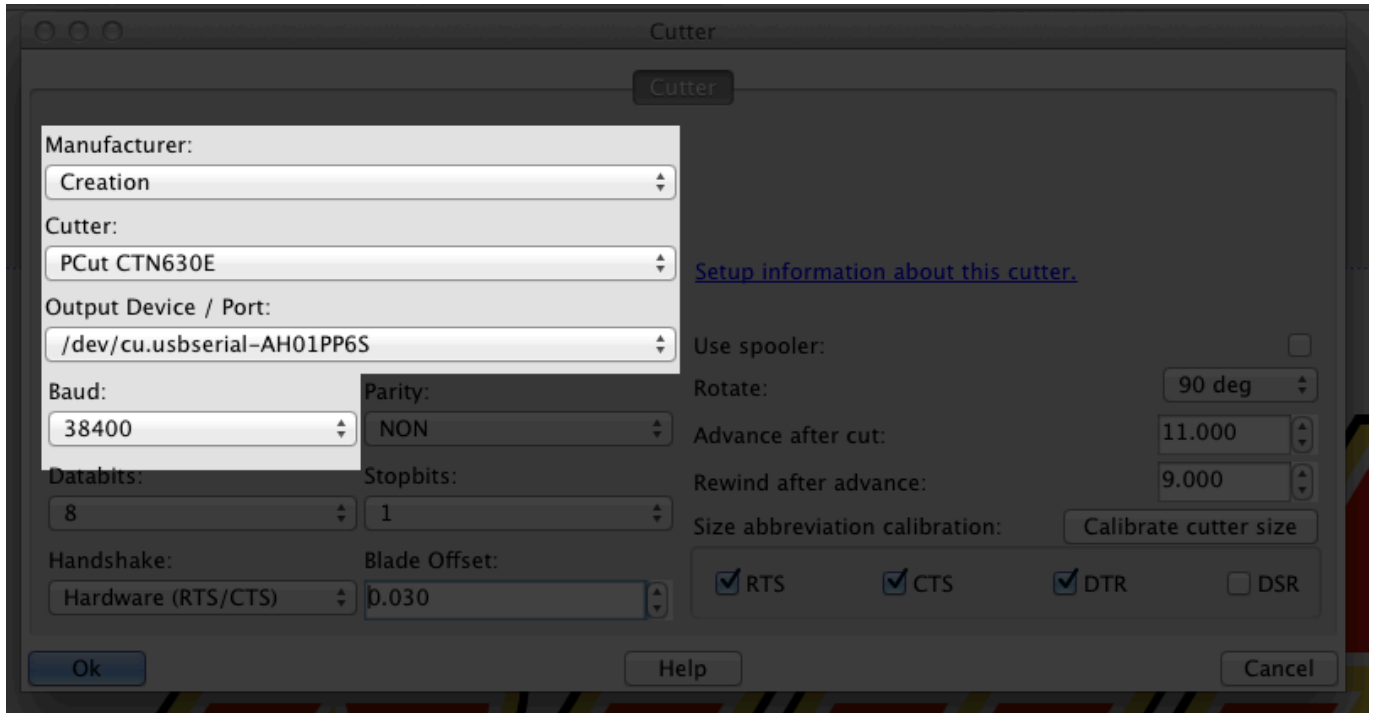 Cutter
Cutter
Manufacturer:
Creation
Cutter:
PCut CTN630E
Setup information about this cutter.
Output Device / Port:
/dev/cu.usbserial-AH01PP6S
Use spooler:
Baud:
Parity:
Rotate:
90 deg
38400
NON
Advance after cut:
11.000
Databits:
Stopbits:
Rewind after advance:
9.000
8
1
Size abbreviation calibration:
Calibrate cutter size
Handshake:
Blade Offset:
Hardware (RTS/CTS)
0.030
RTS
CTS
DTR
DSR
Ok
Help
Cancel